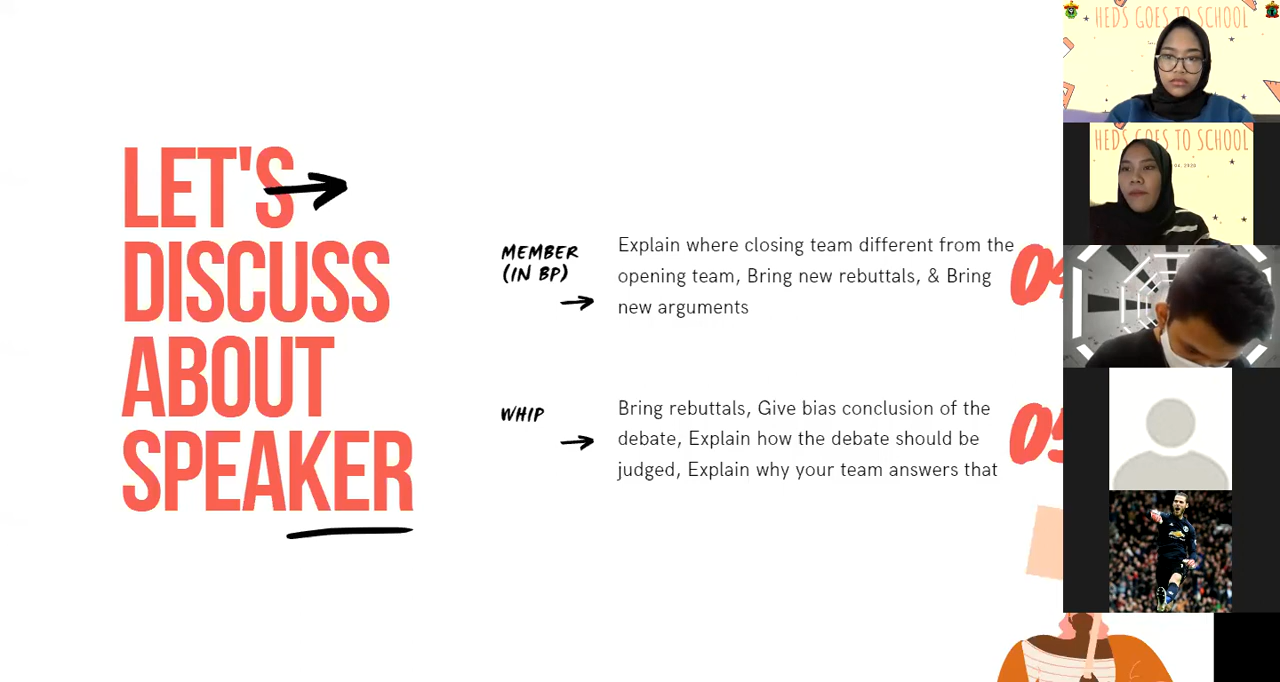 LET'S
DISCUSS
ABOUT
SPEAKER
MEMBER
(IN BP)
Explain where closing team different from the
opening team, Bring new rebuttals, & Bring
new arguments
04
WHIP
Bring rebuttals, Give bias conclusion of the
debate, Explain how the debate should be
judged, Explain why your team answers that
05
HEDS GOES TO SCHOOL
HEDS GOES TO SCHOOL